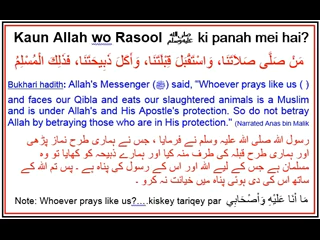 Kaun Allah wo Rasool ﷺ ki panah mei hai?
مَنْ صَلَّى صَلاَتَنَا، وَاسْتَقْبَلَ قِبْلَتَنَا، وَأَكَلَ ذَبِيحَتَنَا، فَذَلِكَ الْمُسْلِمُ
Bukhari hadith: Allah's Messenger (ﷺ) said, "Whoever prays like us ( )
and faces our Qibla and eats our slaughtered animals is a Muslim
and is under Allah's and His Apostle's protection. So do not betray
Allah by betraying those who are in His protection." (Narrated Anas bin Malik
رسول الله صلی الله علیہ وسلم نے فرمایا ، جس نے ہماری طرح نماز پڑھی
اور ہماری طرح قبلہ کی طرف منہ کیا اور ہمارے ذبیحہ کو کھایا تو وہ
مسلمان ہے جس کے لیے اللہ اور اس کے رسول کی پناہ ہے ۔ پس تم اللہ کے
ساتھ اس کی دی ہوئی پناہ میں خیانت نہ کرو ۔
Note: Whoever prays like us?....kiskey tariqey par مَا أَنَا عَلَيْهِ وَأَصْحَابِي